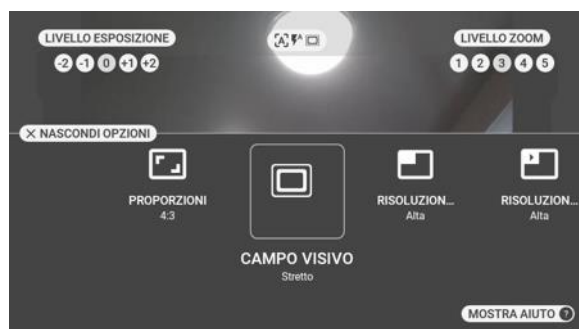 LIVELLO ESPOSIZIONE
-2 -1 0 +1 +2
LIVELLO ZOOM
1 2 3 4 5
X NASCONDI OPZIONI
PROPORZIONI
4:3
CAMPO VISIVO
Stretto
RISOLUZION...
Alta
RISOLUZION...
Alta
MOSTRA AIUTO ?